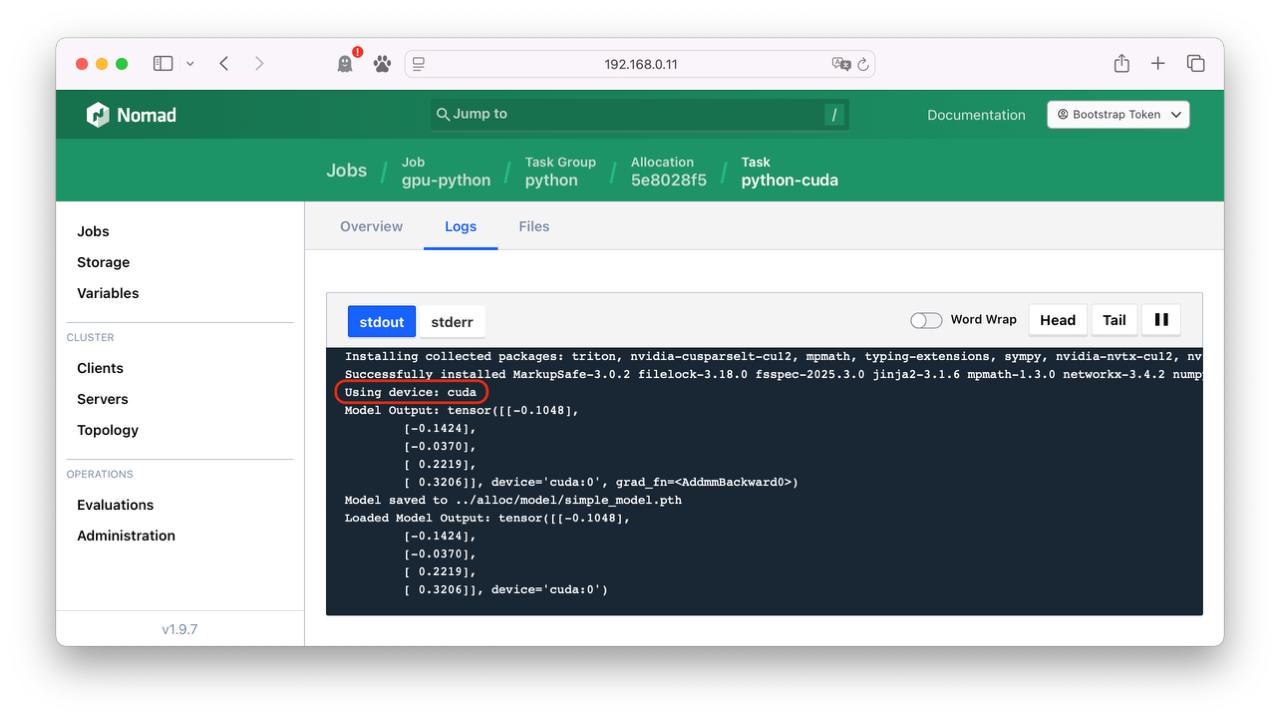 192.168.0.11
Nomad
Jump to
/
Documentation
Bootstrap Token
Jobs / Job gpu-python / Task Group python / Allocation 5e8028f5 / Task python-cuda
Jobs
Storage
Variables
CLUSTER
Clients
Servers
Topology
OPERATIONS
Evaluations
Administration
v1.9.7
Overview
Logs
Files
stdout
stderr
Word Wrap
Head
Tail
Installing collected packages: triton, nvidia-cusparselt-cu12, mpmath, typing-extensions, sympy, nvidia-nvtx-cu12, nv
Successfully installed MarkupSafe-3.0.2 filelock-3.18.0 fsspec-2025.3.0 jinja2-3.1.6 mpmath-1.3.0 networkx-3.4.2 nump
Using device: cuda
Model Output: tensor([[-0.1048],
[-0.1424],
[-0.0370],
[ 0.2219],
[ 0.3206]], device='cuda:0', grad_fn=<AddmmBackward0>)
Model saved to ../alloc/model/simple_model.pth
Loaded Model Output: tensor([[-0.1048],
[-0.1424],
[-0.0370],
[ 0.2219],
[ 0.3206]], device='cuda:0')